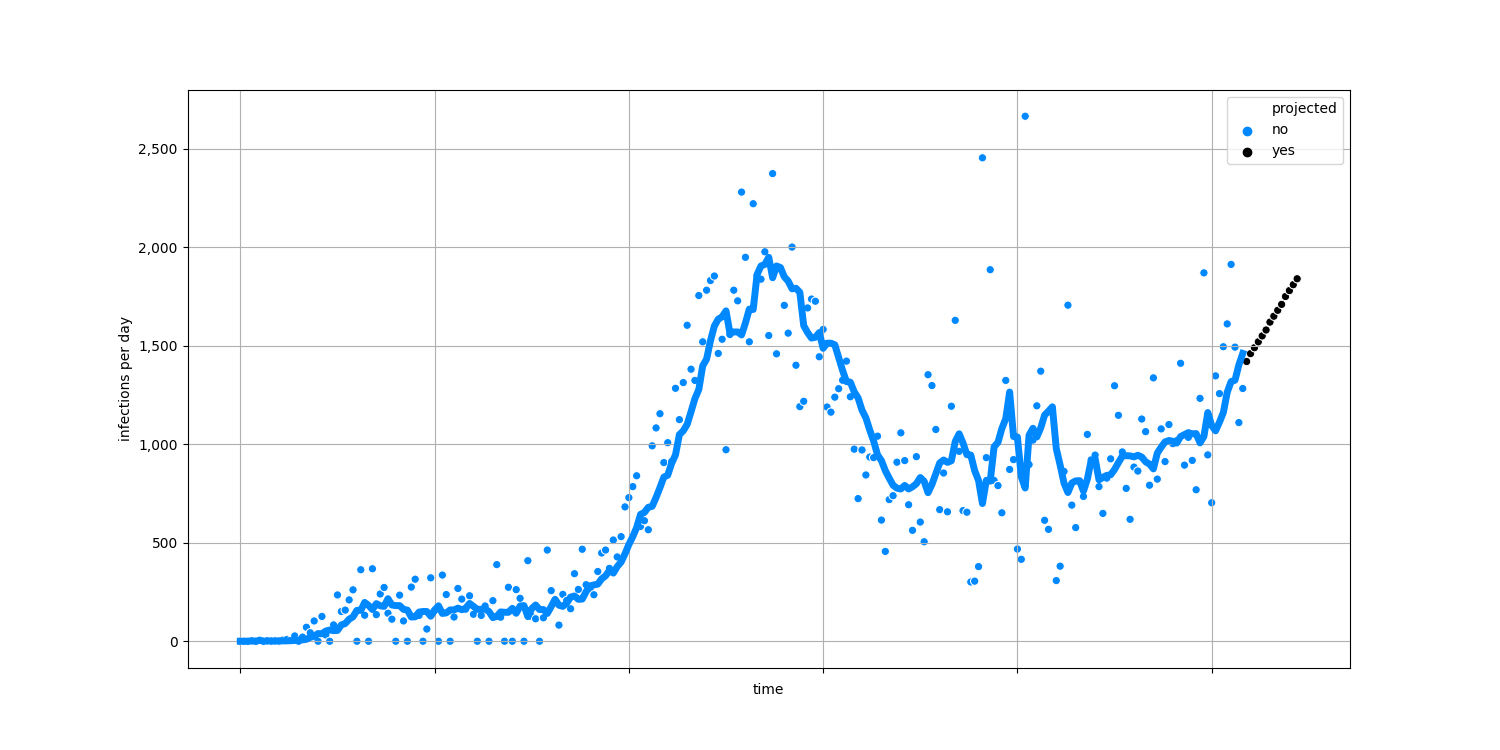 projected
no
yes
2,500
2,000
1,500
1,000
500
0
infections per day
time